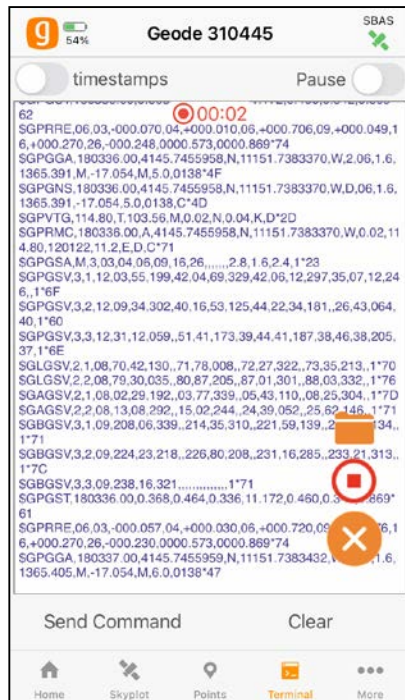 SBAS
54%
Geode 310445
timestamps
Pause
62
00:02
$GPRRE,06,03,-000.070,04,+000.010,06,+000.706,09,+000.049,1
6,+000.270,26,-000.248,0000.573,0000.869*74
$GPGGA,180336.00,4145.7455958,N,11151.7383370,W,2,06,1.6,
1365.391,M,-17.054,M,5.0,0138*4F
$GPGNS,180336.00,4145.7455958,N,11151.7383370,W,D,06,1.6,
1365.391,-17.054,5.0,0138,C*4D
$GPVTG,114.80,T,103.56,M,0.02,N,0.04,K,D*2D
$GPRMC,180336.00,A,4145.7455958,N,11151.7383370,W,0.02,11
4.80,120122,11.2,E,D,C*71
$GPGSA,M,3,03,04,06,09,16,26,,,,,,,2.8,1.6,2.4,1*23
$GPGSV,3,1,12,03,55,199,42,04,69,329,42,06,12,297,35,07,12,24
6,,1*6F
$GPGSV,3,2,12,09,34,302,40,16,53,125,44,22,34,181,,26,43,064,
40,1*60
$GPGSV,3,3,12,31,12,059,,51,41,173,39,44,41,187,38,46,38,205,
37,1*6E
$GLGSV,2,1,08,70,42,130,,71,78,008,,72,27,322,,73,35,213,,1*70
$GLGSV,2,2,08,79,30,035,,80,87,205,,87,01,301,,88,03,332,,1*76
$GAGSV,2,1,08,02,29,192,,03,77,339,,05,43,110,,08,25,304,,1*7D
$GAGSV,2,2,08,13,08,292,,15,02,244,,24,39,052,,25,62,146,,1*71
$GBGSV,3,1,09,208,06,339,,214,35,310,,221,59,139,,
1*71
$GBGSV,3,2,09,224,23,218,,226,80,208,,231,16,285,,233,21,313,,
1*7C
$GBGSV,3,3,09,238,16,321,,,,,,,,,,,,,1*71
$GPGST,180336.00,0.368,0.464,0.336,11.172,0.460,
61
$GPRRE,06,03,-000.057,04,+000.030,06,+000.720,09
6,+000.270,26,-000.230,0000.573,0000.869*74
$GPGGA,180337.00,4145.7455959,N,11151.7383432,
1365.405,M,-17.054,M,6.0,0138*47
Send Command
Clear
Home
Skyplot
Points
Terminal
More